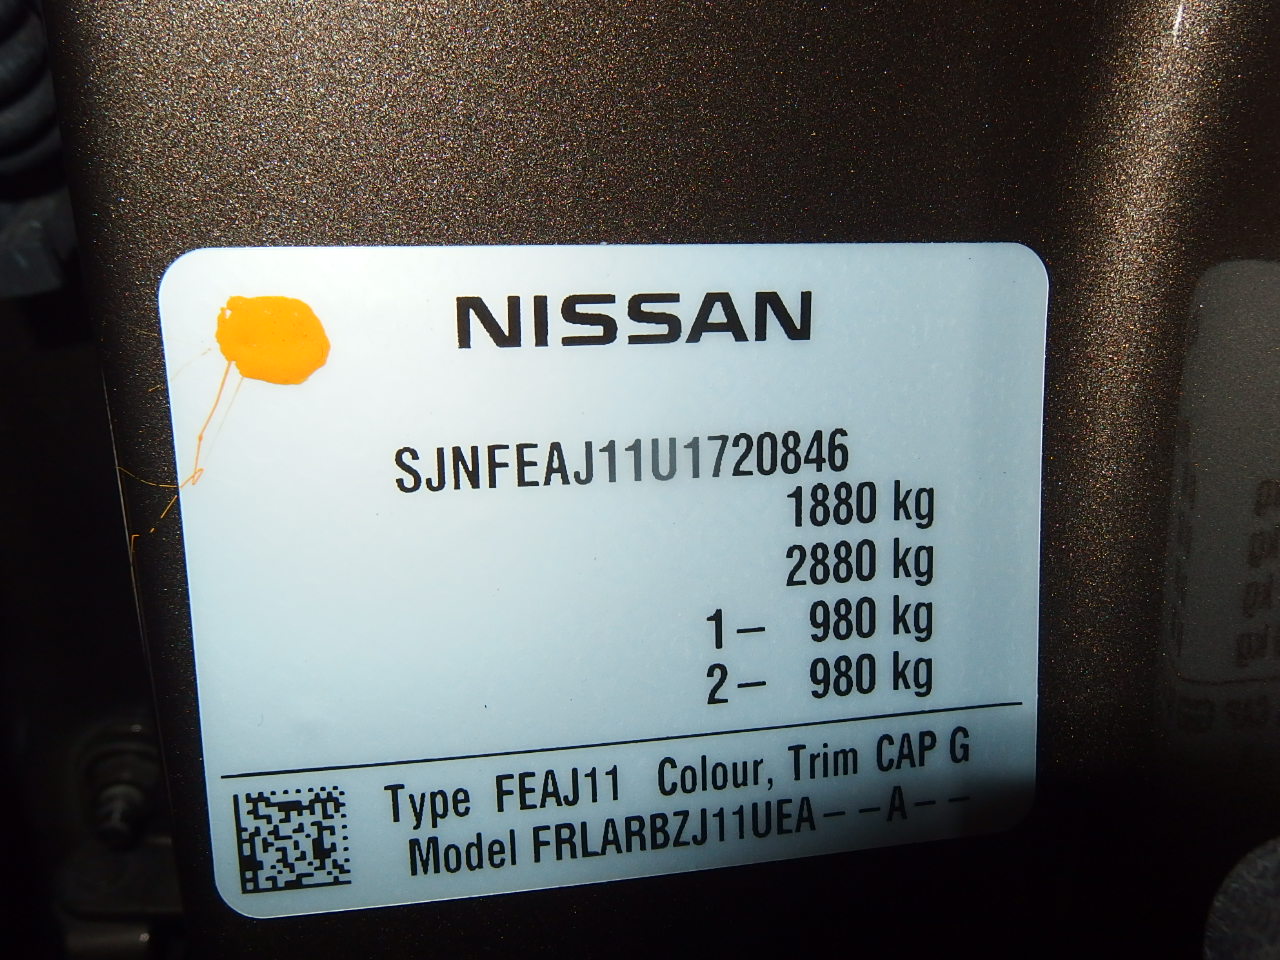 NISSAN
SJNFEAJ11U1720846
1880 kg
2880 kg
1– 980 kg
2– 980 kg
Type FEAJ11 Colour, Trim CAP G
Model FRLARBZJ11UEA– –A– –